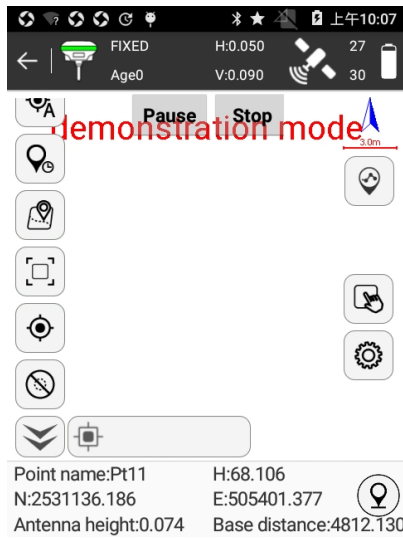 上午10:07
FIXED H:0.050 27
Age0 V:0.090 30
A
Pause Stop
demonstration mode
3.0m
Point name:Pt11 H:68.106
N:2531136.186 E:505401.377
Antenna height:0.074 Base distance:4812.130